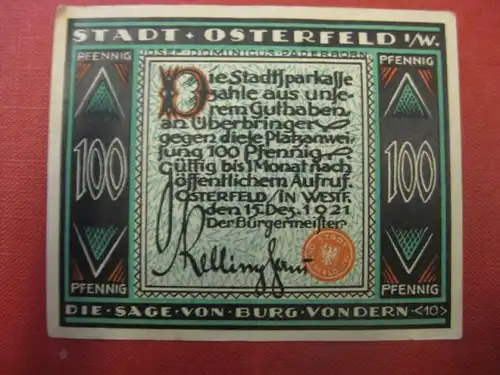 STADT · OSTERFELD i/W.
JOSEF · DOMINICUS · PADERBORN
PFENNIG
100
PFENNIG
Die Stadtsparkasse
zahle aus unse-
rem Guthaben
an Überbringer
gegen diese Platzanwei-
sung 100 Pfennig
Gültig bis 1 Monat nach
öffentlichem Aufruf.
OSTERFELD / IN WESTF.
den 15. Dez. 1921
Der Bürgermeister
Kellinghaus
PFENNIG
100
PFENNIG
DIE · SAGE · VON · BURG · VONDERN · <10>